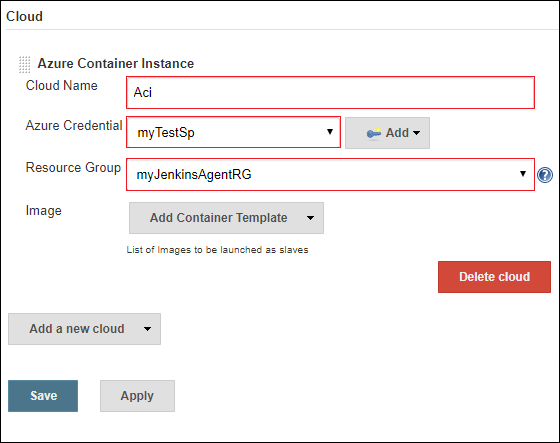 Cloud
Azure Container Instance
Cloud Name
Aci
Azure Credential
myTestSp
Add
Resource Group
myJenkinsAgentRG
?
Image
Add Container Template
List of Images to be launched as slaves
Delete cloud
Add a new cloud
Save
Apply